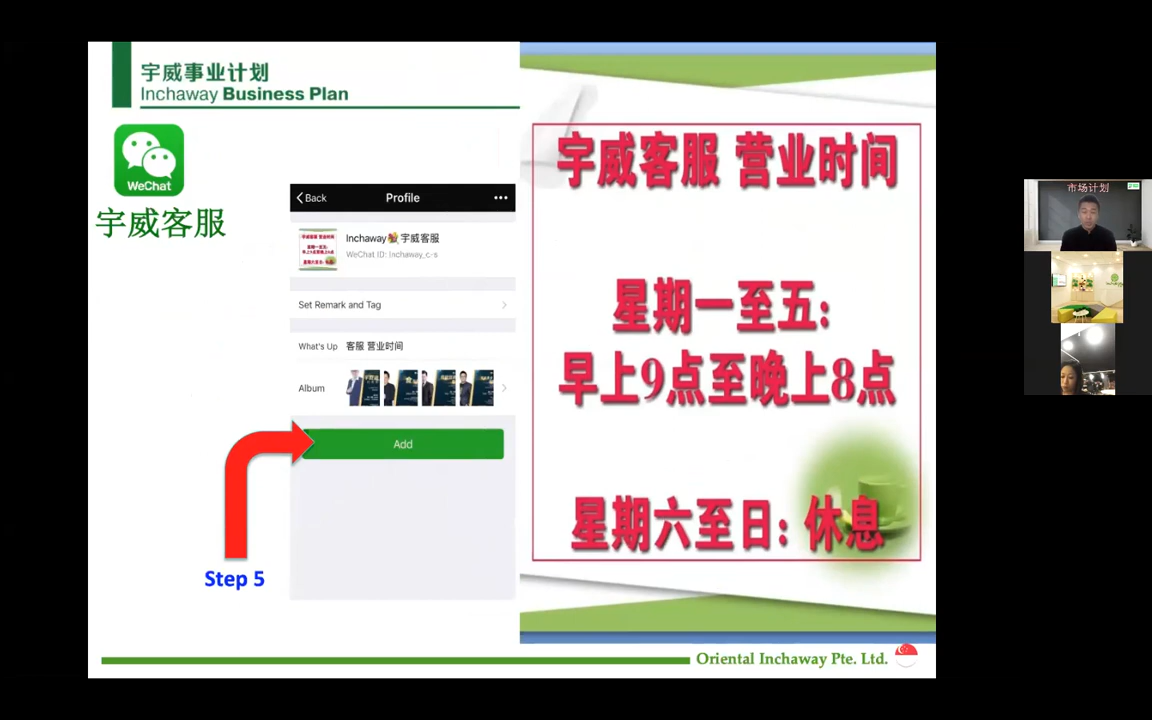 宇威事业计划
Inchaway Business Plan
WeChat
宇威客服
Back
Profile
Inchaway 宇威客服
WeChat ID: Inchaway_c-s
Set Remark and Tag
What's Up 客服 营业时间
Album
Add
Step 5
宇威客服 营业时间
星期一至五:
早上9点至晚上8点
星期六至日: 休息
Oriental Inchaway Pte. Ltd.
市场计划